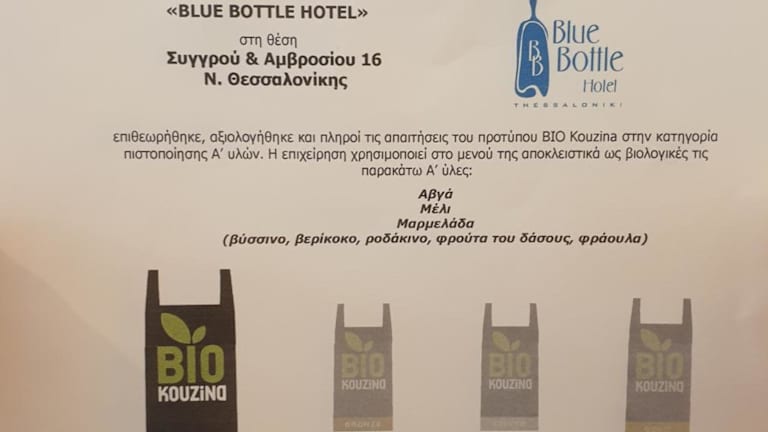 «BLUE BOTTLE HOTEL»
στη θέση
Συγγρού & Αμβροσίου 16
Ν. Θεσσαλονίκης
Blue
Bottle
Hotel
BB
THESSALONIKI
επιθεωρήθηκε, αξιολογήθηκε και πληροί τις απαιτήσεις του προτύπου BIO Kouzina στην κατηγορία
πιστοποίησης Α’ υλών. Η επιχείρηση χρησιμοποιεί στο μενού της αποκλειστικά ως βιολογικές τις
παρακάτω Α’ ύλες:
Αβγά
Μέλι
Μαρμελάδα
(βύσσινο, βερίκοκο, ροδάκινο, φρούτα του δάσους, φράουλα)
BIO
KOUZINA
BIO
KOUZINA
BRONZE
BIO
KOUZINA
BIO
KOUZINA